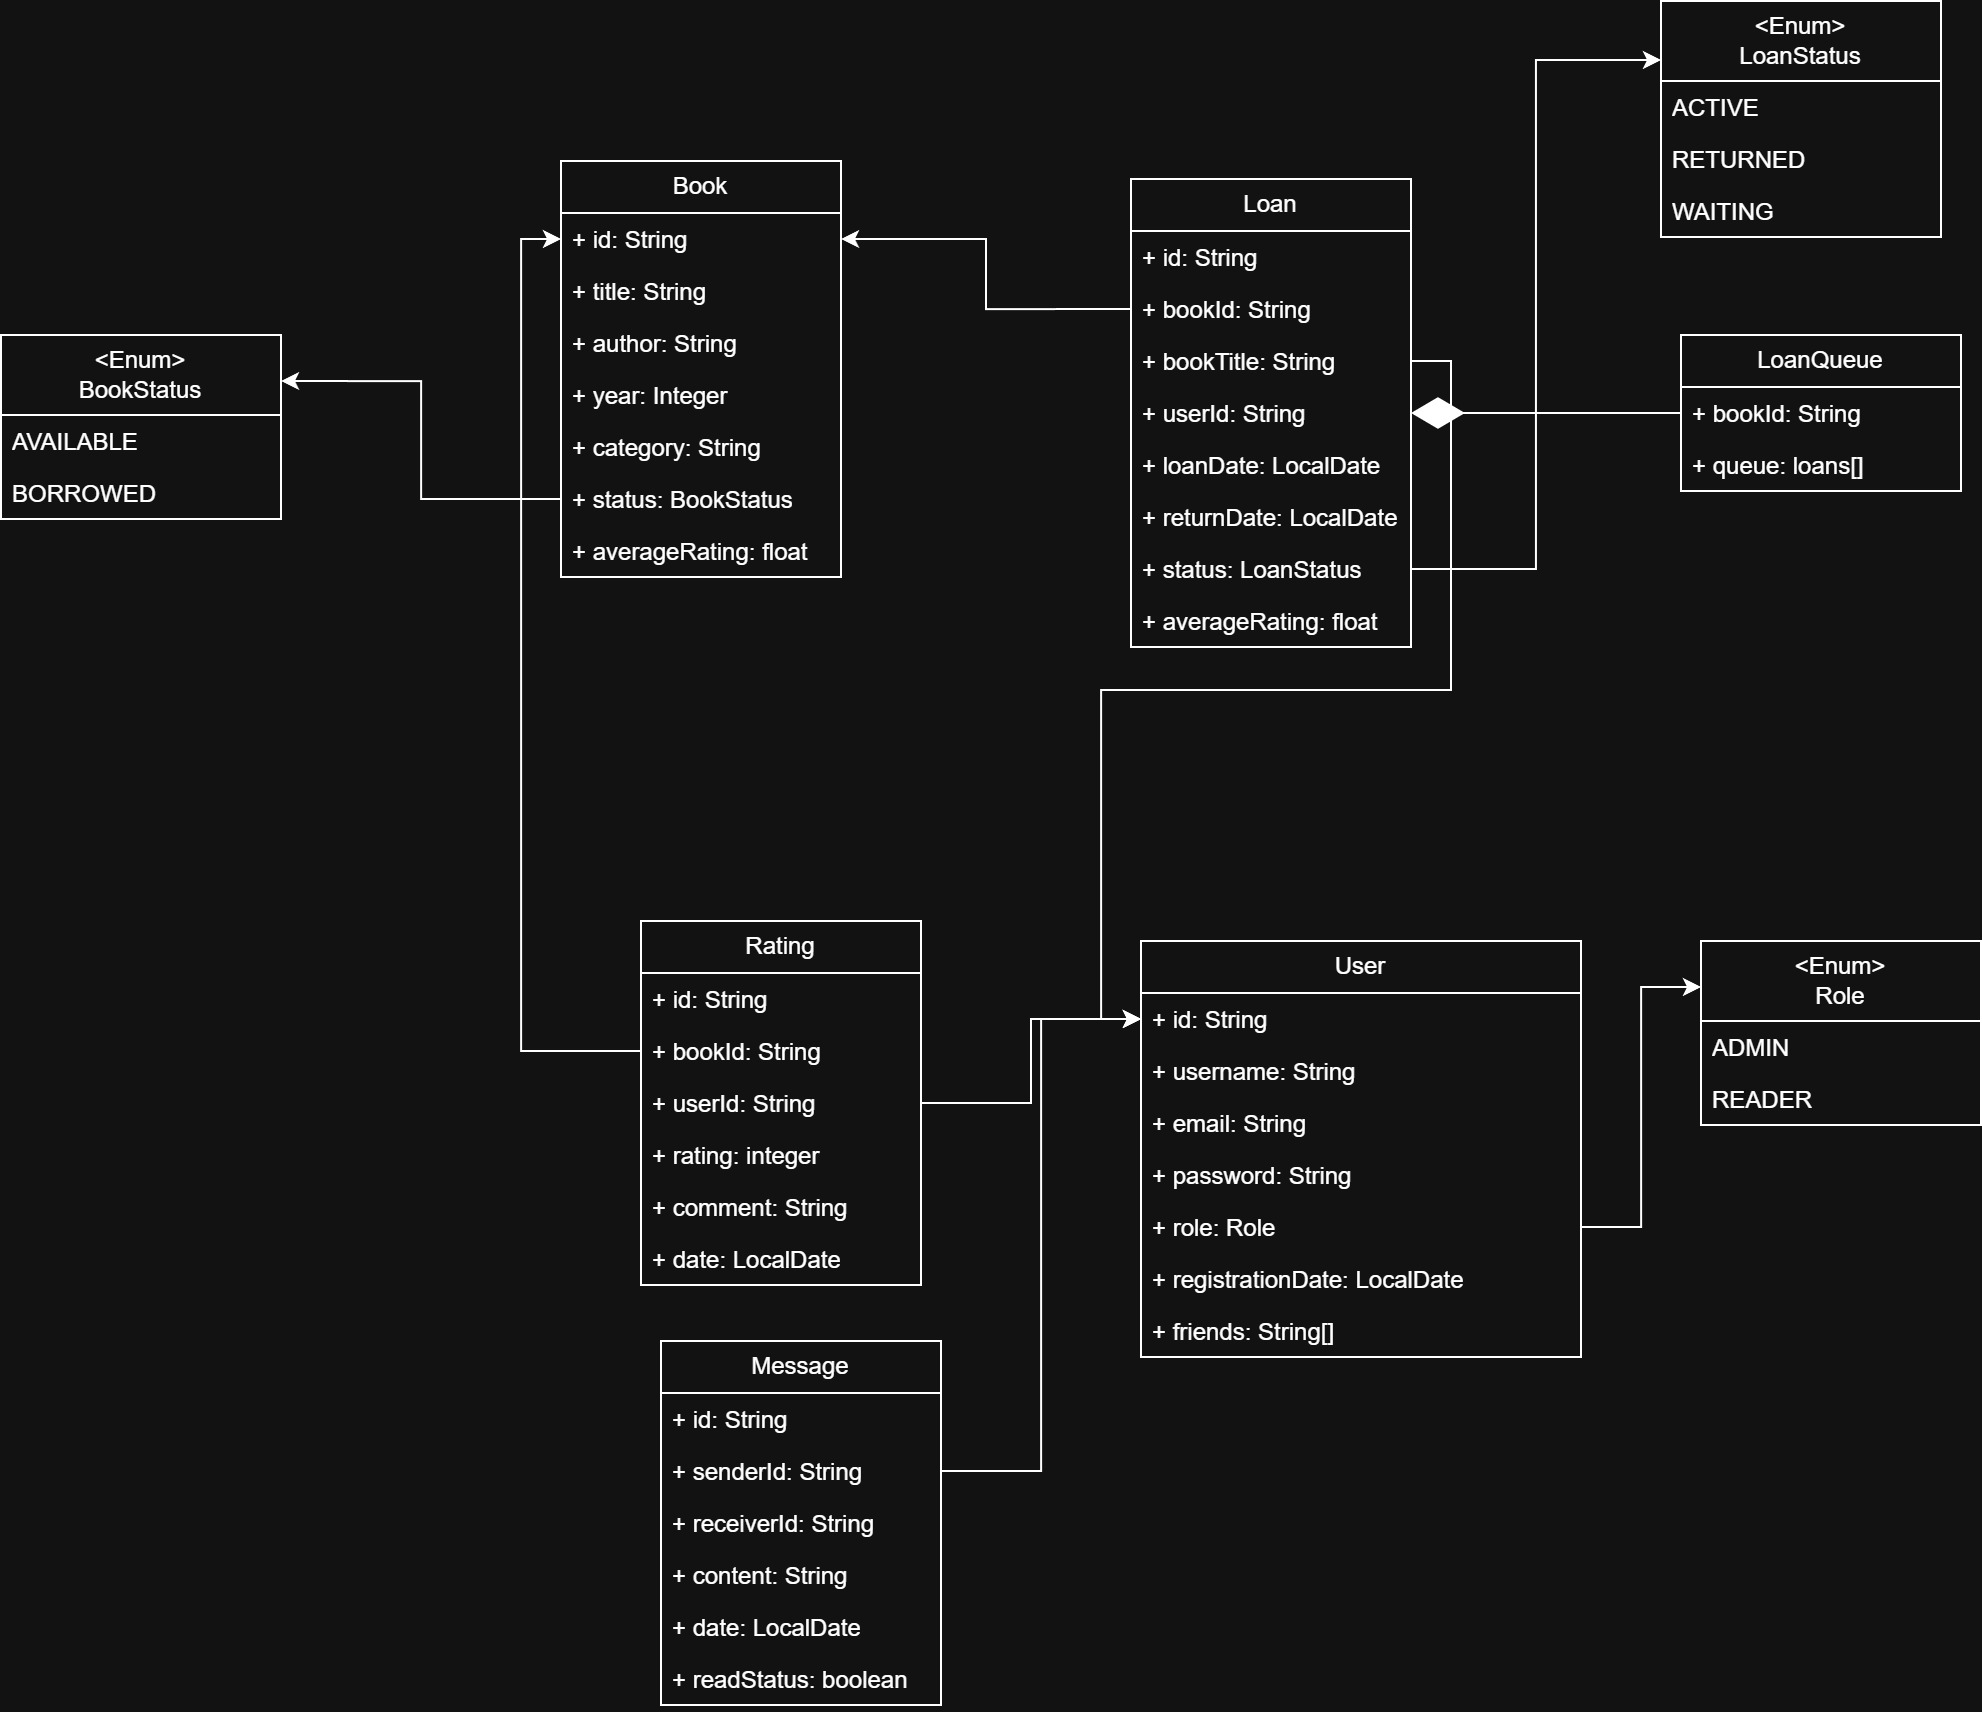 <Enum>
LoanStatus
ACTIVE
RETURNED
WAITING
Book
+ id: String
+ title: String
+ author: String
+ year: Integer
+ category: String
+ status: BookStatus
+ averageRating: float
Loan
+ id: String
+ bookId: String
+ bookTitle: String
+ userId: String
+ loanDate: LocalDate
+ returnDate: LocalDate
+ status: LoanStatus
+ averageRating: float
<Enum>
BookStatus
AVAILABLE
BORROWED
LoanQueue
+ bookId: String
+ queue: loans[]
Rating
+ id: String
+ bookId: String
+ userId: String
+ rating: integer
+ comment: String
+ date: LocalDate
User
+ id: String
+ username: String
+ email: String
+ password: String
+ role: Role
+ registrationDate: LocalDate
+ friends: String[]
<Enum>
Role
ADMIN
READER
Message
+ id: String
+ senderId: String
+ receiverId: String
+ content: String
+ date: LocalDate
+ readStatus: boolean